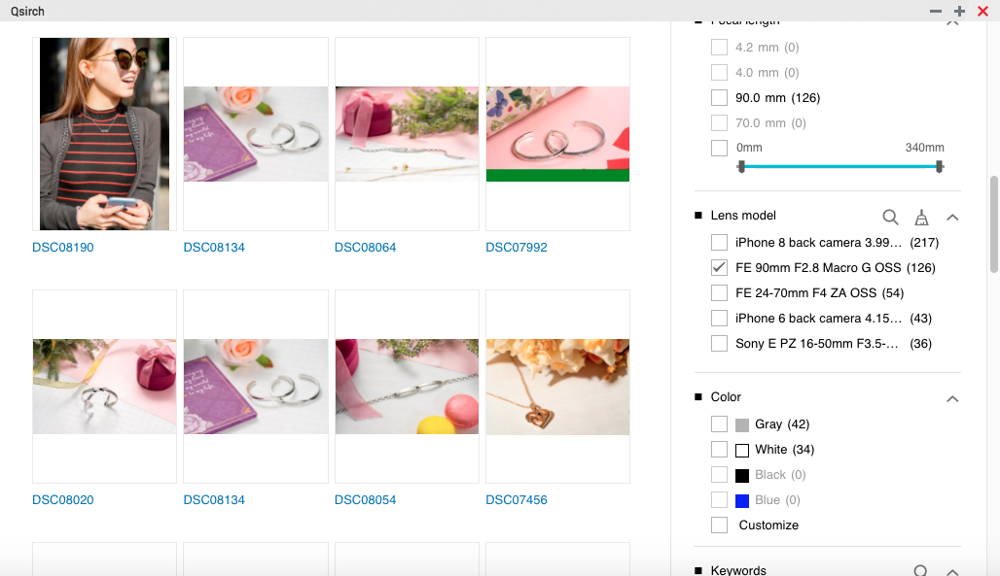 Qsirch
Focal length
4.2 mm (0)
4.0 mm (0)
90.0 mm (126)
70.0 mm (0)
0mm 340mm
DSC08190 DSC08134 DSC08064 DSC07992
Lens model
iPhone 8 back camera 3.99... (217)
FE 90mm F2.8 Macro G OSS (126)
FE 24-70mm F4 ZA OSS (54)
iPhone 6 back camera 4.15... (43)
Sony E PZ 16-50mm F3.5-... (36)
Color
Gray (42)
White (34)
Black (0)
Blue (0)
Customize
DSC08020 DSC08134 DSC08054 DSC07456
Keywords